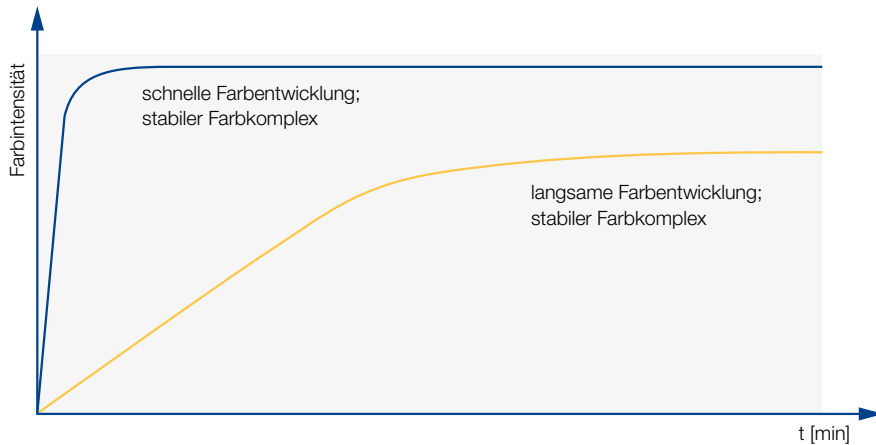 Farbintensität
schnelle Farbentwicklung;
stabiler Farbkomplex
langsame Farbentwicklung;
stabiler Farbkomplex
t [min]